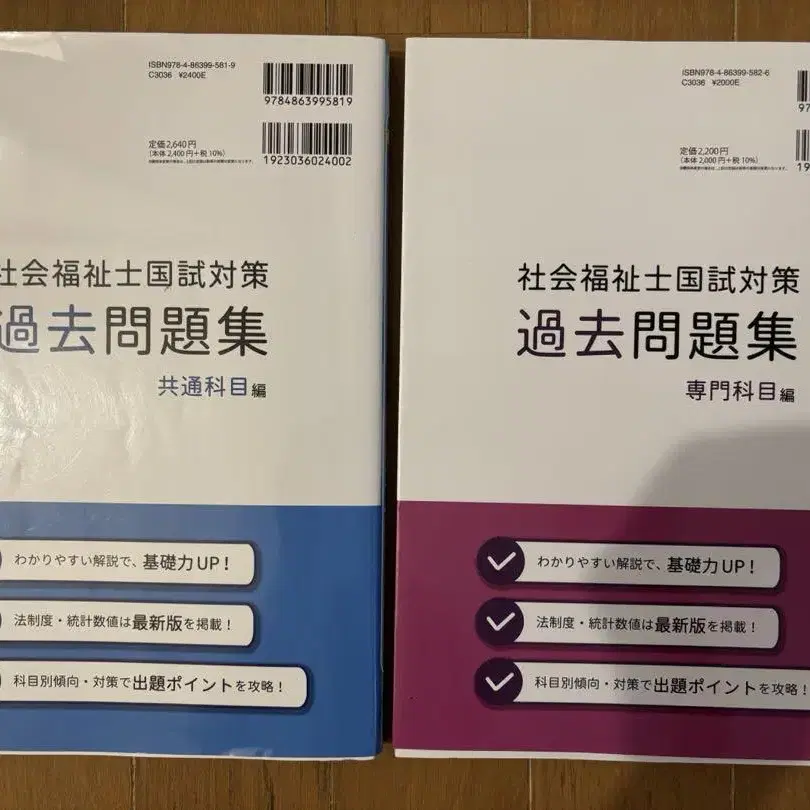 ISBN978-4-86399-581-9
C3036 ¥2400E
9784863995819
定価2,640円
(本体2,400円+税10%)
1923036024002
社会福祉士国試対策
過去問題集
共通科目編
わかりやすい解説で、基礎力UP!
法制度・統計数値は最新版を掲載!
科目別傾向・対策で出題ポイントを攻略!
ISBN978-4-86399-582-6
C3036 ¥2000E
97
定価2,200円
(本体2,000円+税10%)
19
社会福祉士国試対策
過去問題集
専門科目編
わかりやすい解説で、基礎力UP!
法制度・統計数値は最新版を掲載!
科目別傾向・対策で出題ポイントを攻略!